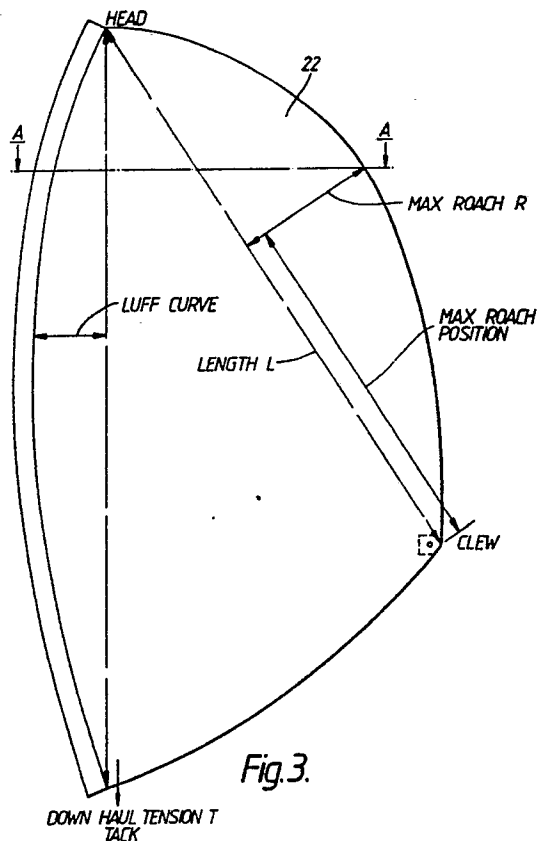 HEAD
22
A
A
MAX ROACH R
LUFF CURVE
MAX ROACH
POSITION
LENGTH L
CLEW
Fig.3.
DOWN HAUL TENSION T
TACK